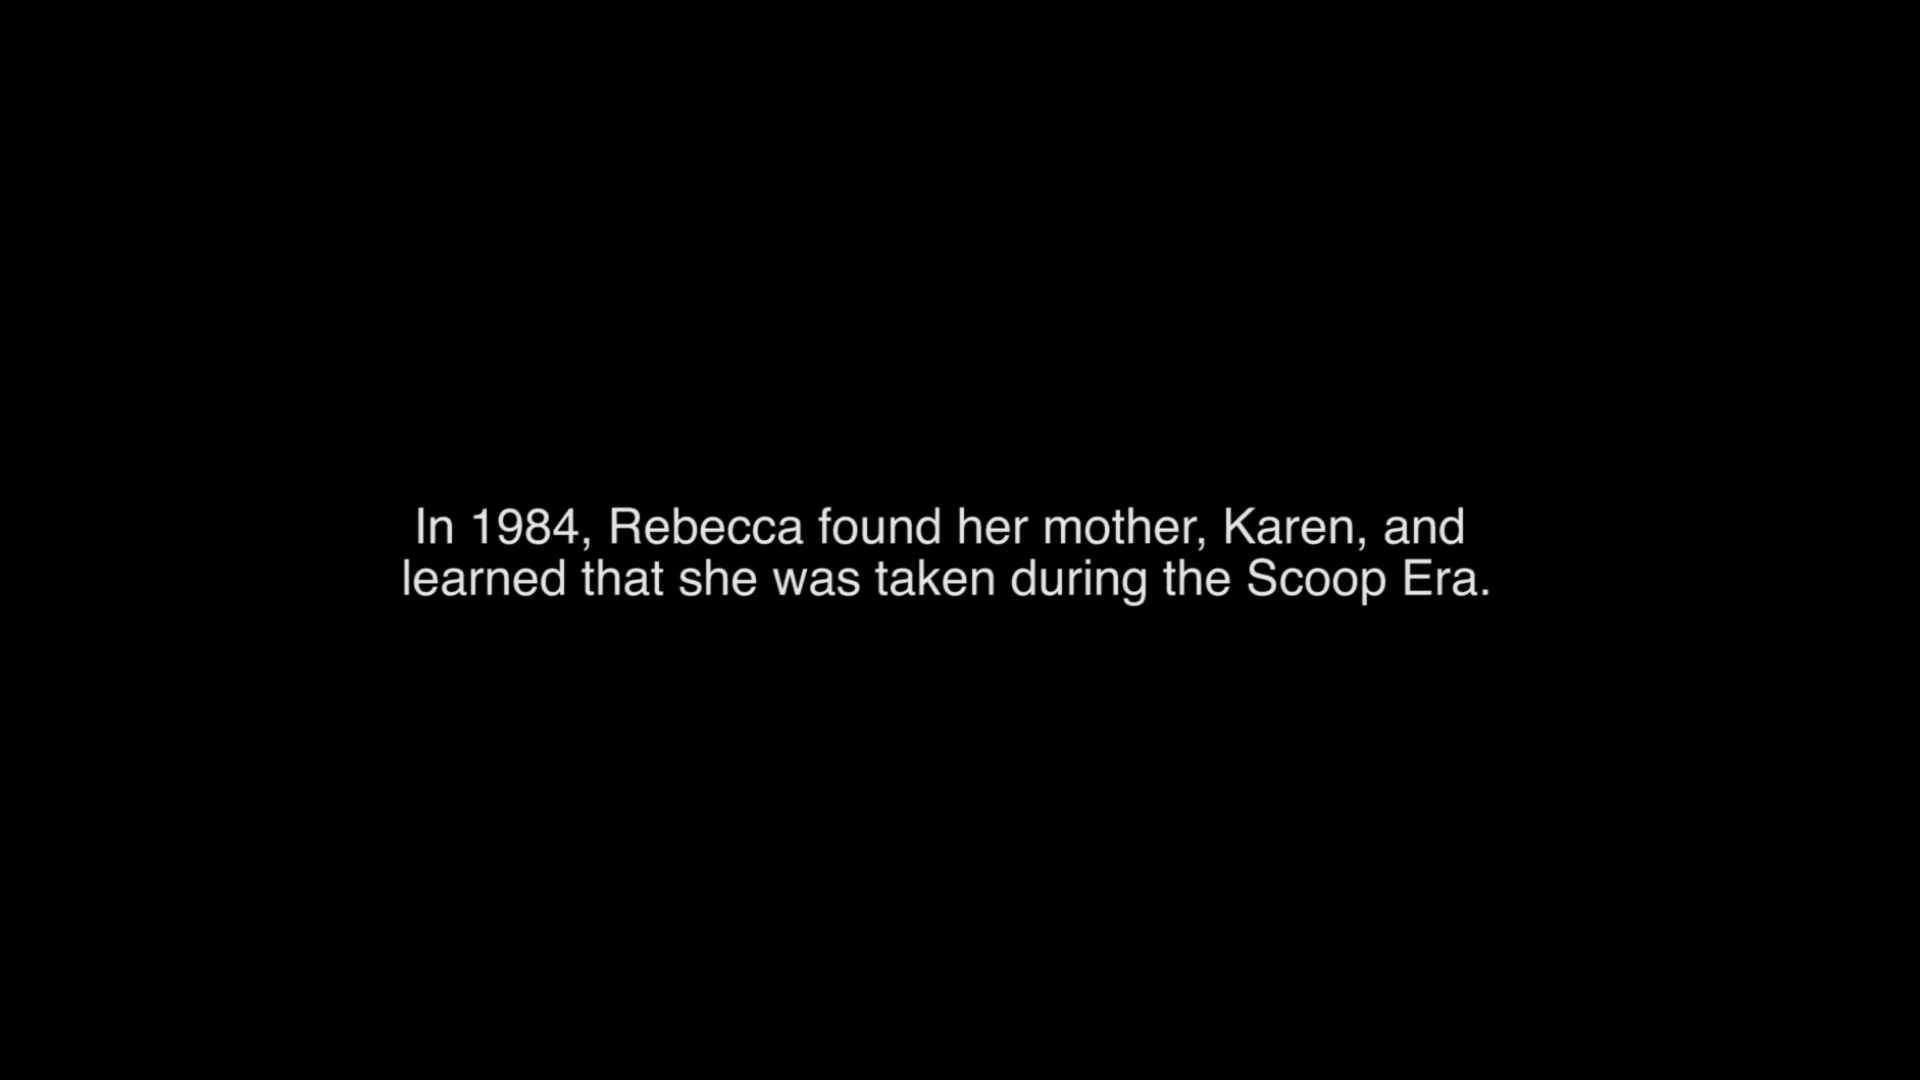 In 1984, Rebecca found her mother, Karen, and
learned that she was taken during the Scoop Era.